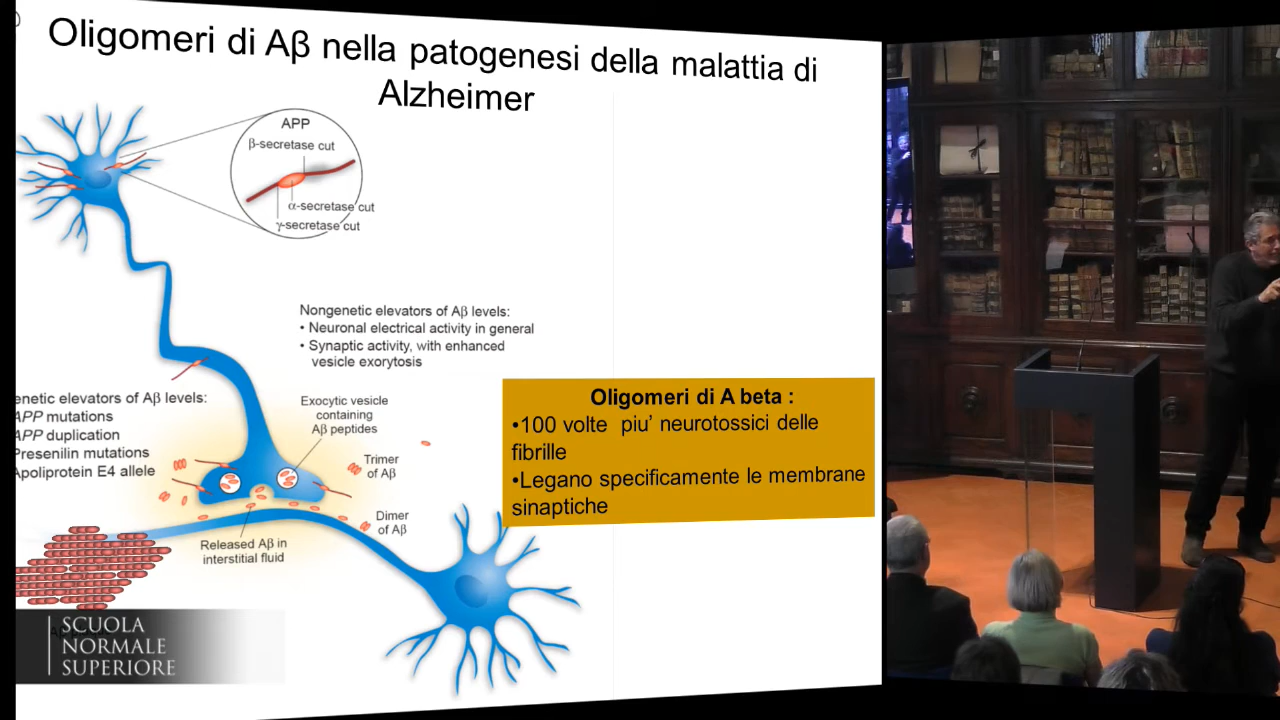 Oligomeri di Aβ nella patogenesi della malattia di
Alzheimer
APP
β-secretase cut
α-secretase cut
γ-secretase cut
Nongenetic elevators of Aβ levels:
• Neuronal electrical activity in general
• Synaptic activity, with enhanced
vesicle exorytosis
enetic elevators of Aβ levels:
APP mutations
APP duplication
Presenilin mutations
Apoliprotein E4 allele
Exocytic vesicle
containing
Aβ peptides
Trimer
of Aβ
Dimer
of Aβ
Released Aβ in
interstitial fluid
Oligomeri di A beta :
•100 volte piu’ neurotossici delle
fibrille
•Legano specificamente le membrane
sinaptiche
SCUOLA
NORMALE
SUPERIORE